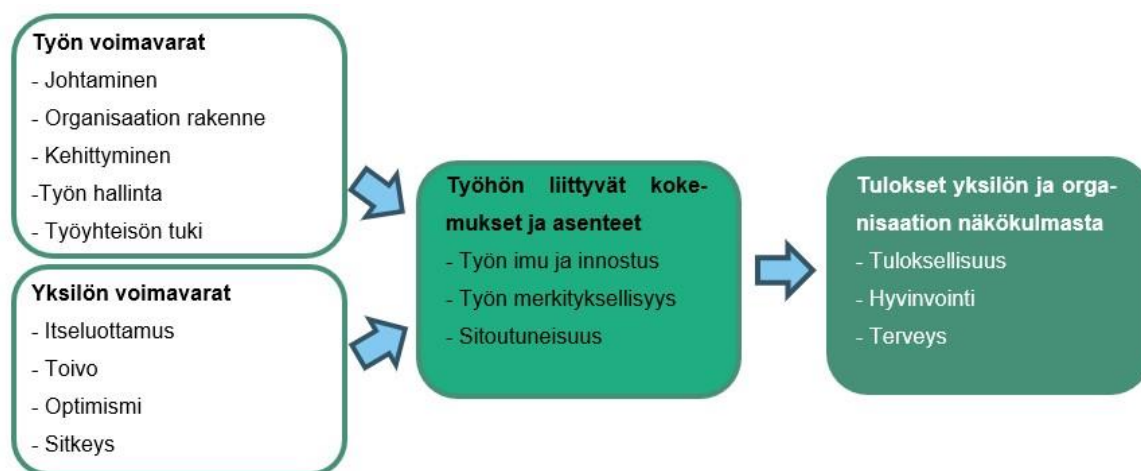 Työn voimavarat
- Johtaminen
- Organisaation rakenne
- Kehittyminen
-Työn hallinta
- Työyhteisön tuki
Yksilön voimavarat
- Itseluottamus
- Toivo
- Optimismi
- Sitkeys
Työhön liittyvät koke-
mukset ja asenteet
- Työn imu ja innostus
- Työn merkityksellisyys
- Sitoutuneisuus
Tulokset yksilön ja orga-
nisaation näkökulmasta
- Tuloksellisuus
- Hyvinvointi
- Terveys